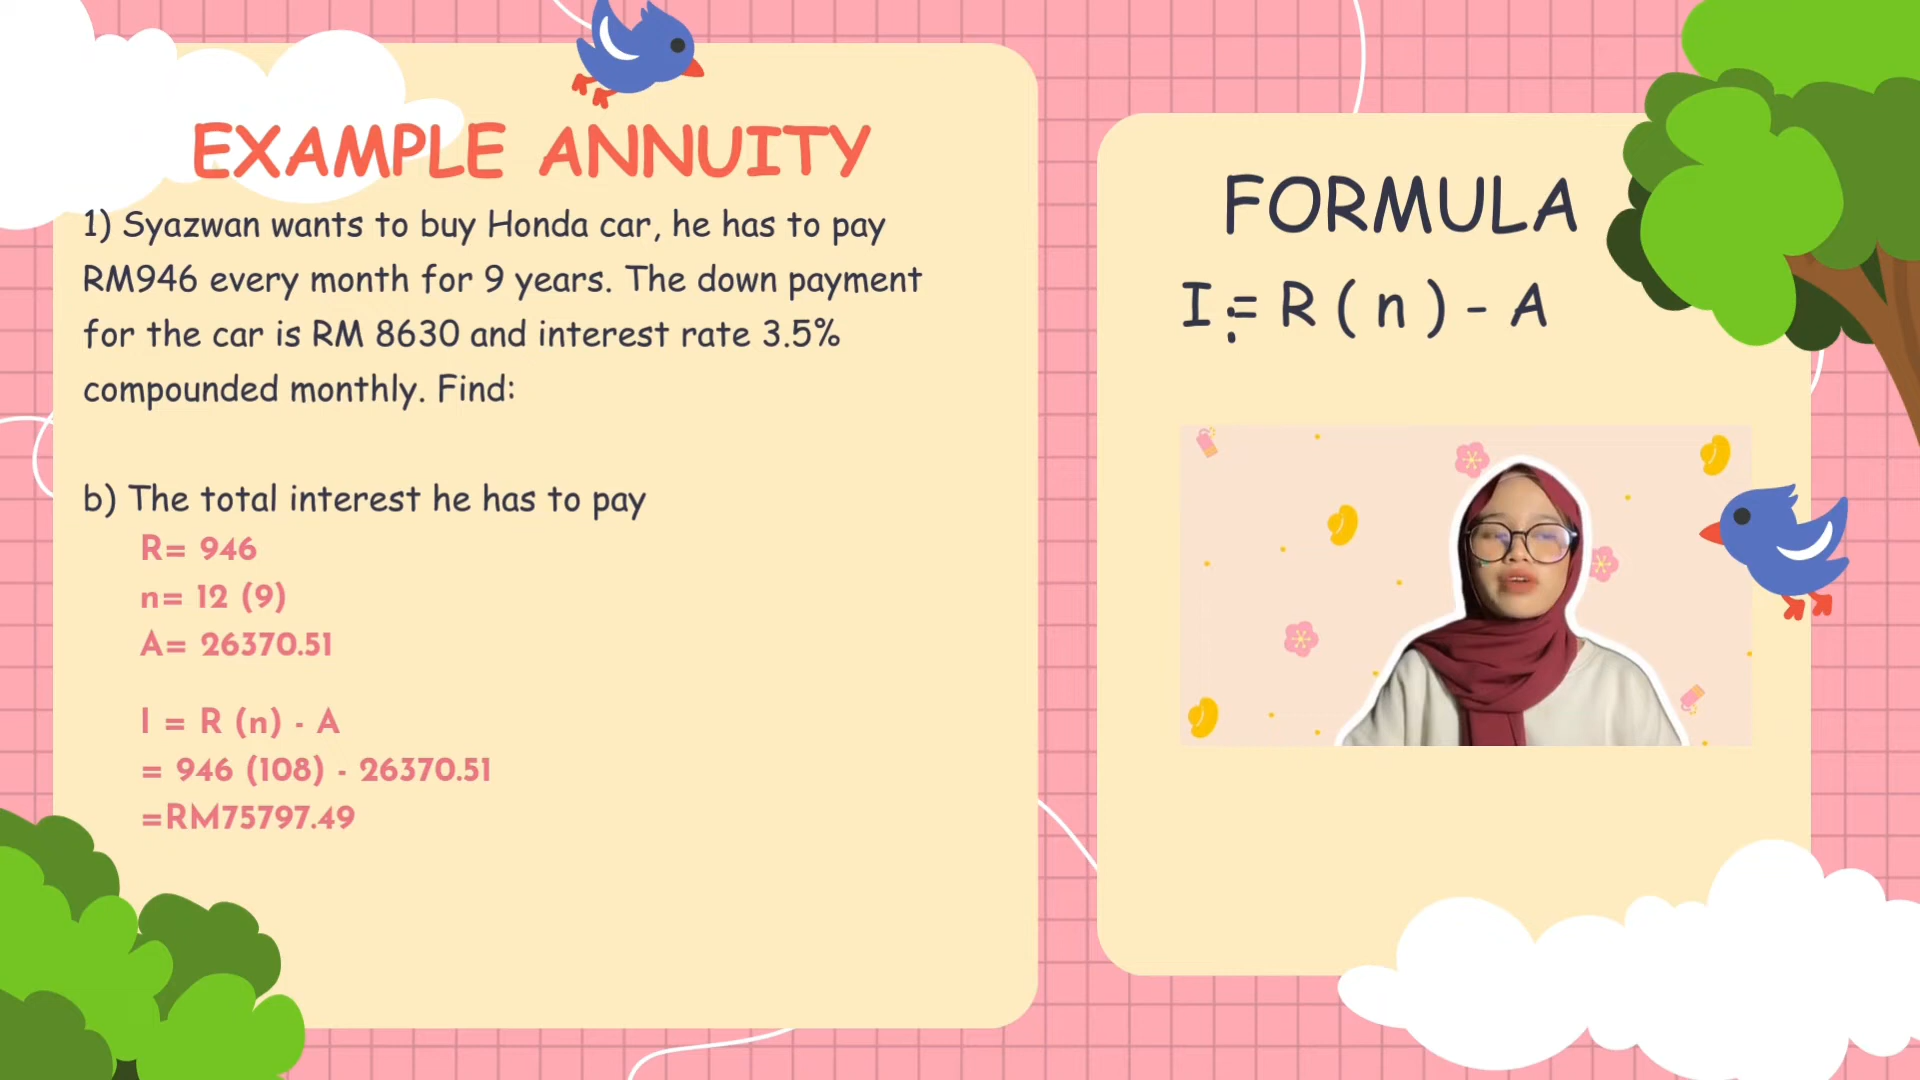 EXAMPLE ANNUITY
1) Syazwan wants to buy Honda car, he has to pay
RM946 every month for 9 years. The down payment
for the car is RM 8630 and interest rate 3.5%
compounded monthly. Find:
b) The total interest he has to pay
R= 946
n= 12 (9)
A= 26370.51
I = R (n) - A
= 946 (108) - 26370.51
=RM75797.49
FORMULA
:
I = R ( n ) - A